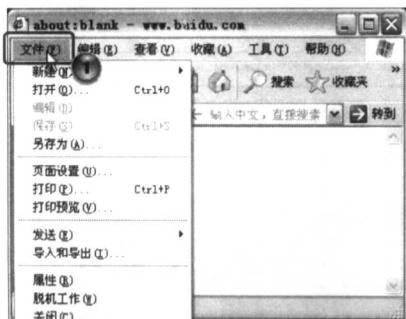 about:blank - www.baidu.com
文件(F) 编辑(E) 查看(V) 收藏(A) 工具(T) 帮助(H)
1
新建(N)
搜索 收藏夹
打开(O)... Ctrl+O
编辑(D)
保存(S) Ctrl+S
输入中文，直接搜索 转到
另存为(A)...
页面设置(U)...
打印(P)... Ctrl+P
打印预览(V)...
发送(E)
导入和导出(I)...
属性(R)
脱机工作(W)
关闭(C)